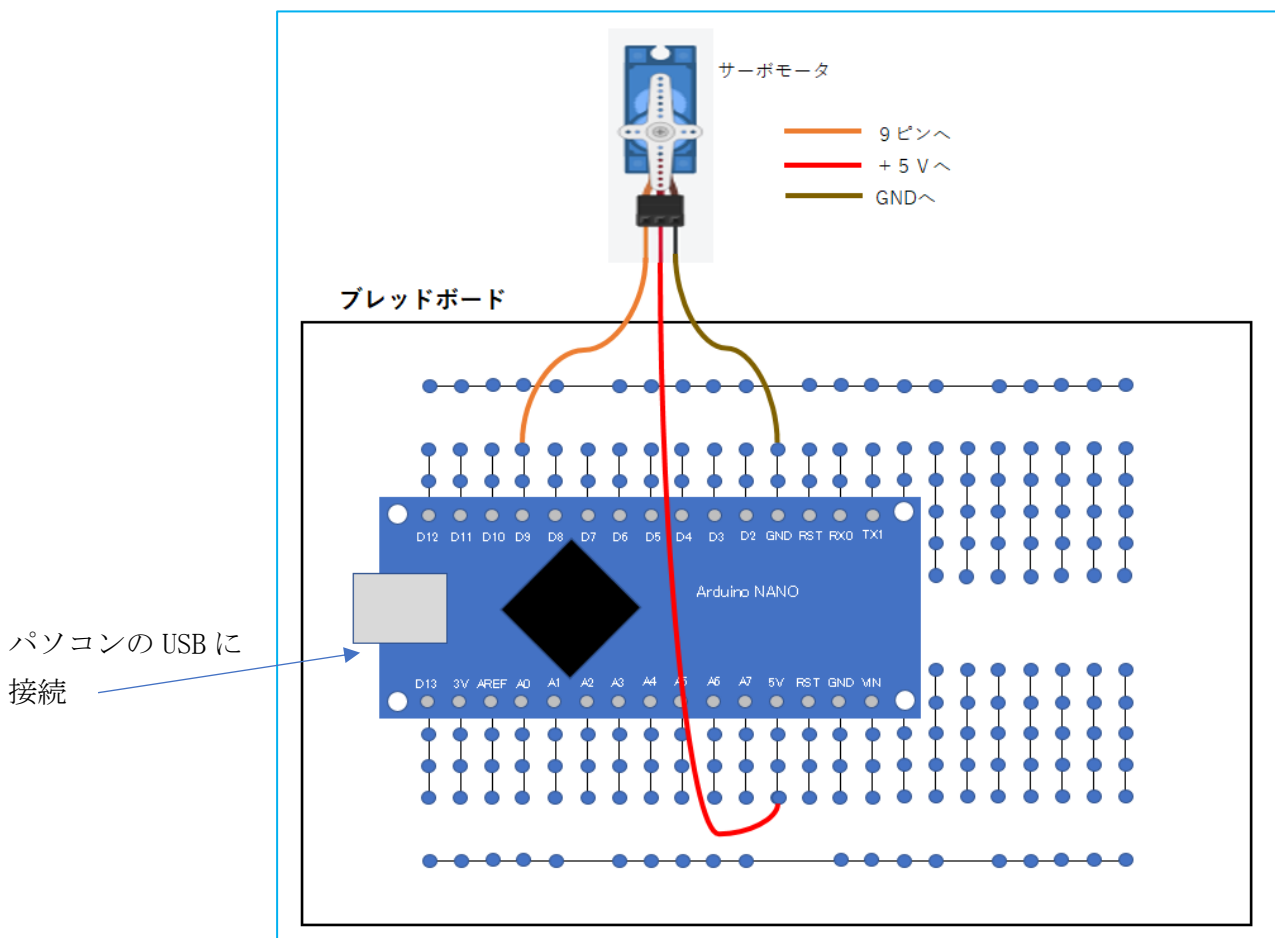 サーボモータ
9ピンへ
+5Vへ
GNDへ
ブレッドボード
D12 D11 D10 D9 D8 D7 D6 D5 D4 D3 D2 GND RST RX0 TX1
Arduino NANO
パソコンの USB に
接続
D13 3V AREF A0 A1 A2 A3 A4 A5 A6 A7 5V RST GND VIN